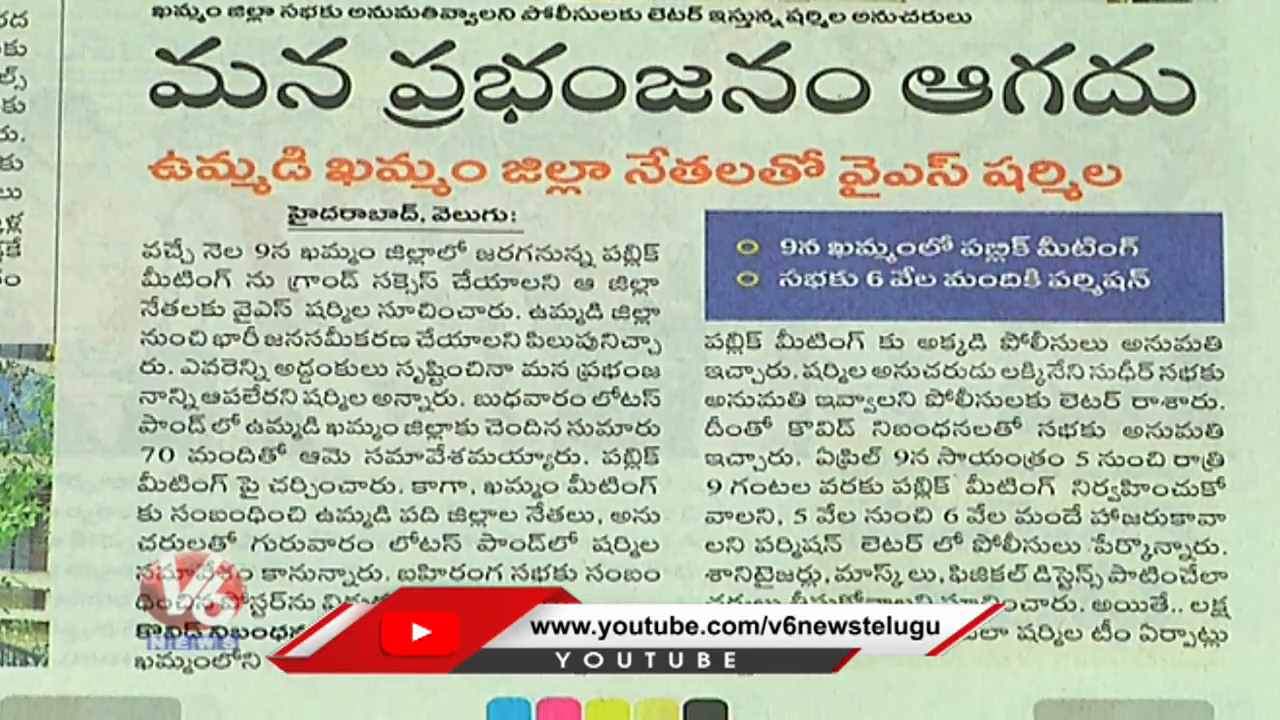 ఖమ్మం జిల్లా సభకు అనుమతివ్వాలని పోలీసులకు లెటర్ ఇస్తున్న షర్మిల అనుచరులు
మన ప్రభంజనం ఆగదు
ఉమ్మడి ఖమ్మం జిల్లా నేతలతో వైఎస్ షర్మిల
హైదరాబాద్, వెలుగు:
వచ్చే నెల 9న ఖమ్మం జిల్లాలో జరగనున్న పబ్లిక్
మీటింగ్ ను గ్రాండ్ సక్సెస్ చేయాలని ఆ జిల్లా
నేతలకు వైఎస్ షర్మిల సూచించారు. ఉమ్మడి జిల్లా
నుంచి భారీ జనసమీకరణ చేయాలని పిలుపునిచ్చా
రు. ఎవరెన్ని అడ్డంకులు సృష్టించినా మన ప్రభంజ
నాన్ని ఆపలేరని షర్మిల అన్నారు. బుధవారం లోటస్
పాండ్ లో ఉమ్మడి ఖమ్మం జిల్లాకు చెందిన సుమారు
70 మందితో ఆమె సమావేశమయ్యారు. పబ్లిక్
మీటింగ్ పై చర్చించారు. కాగా, ఖమ్మం మీటింగ్
కు సంబంధించి ఉమ్మడి పది జిల్లాల నేతలు, అను
చరులతో గురువారం లోటస్ పాండ్‌లో షర్మిల
సమావేశం కానున్నారు. బహిరంగ సభకు సంబం
ధించిన పోస్టర్‌ను
కొవిడ్ నిబంధన
ఖమ్మంలోని
9న ఖమ్మంలో పబ్లిక్ మీటింగ్
సభకు 6 వేల మందికి పర్మిషన్
పబ్లిక్ మీటింగ్ కు అక్కడి పోలీసులు అనుమతి
ఇచ్చారు. షర్మిల అనుచరుడు లక్కినేని సుధీర్ సభకు
అనుమతి ఇవ్వాలని పోలీసులకు లెటర్ రాశారు.
దీంతో కొవిడ్ నిబంధనలతో సభకు అనుమతి
ఇచ్చారు. ఏప్రిల్ 9న సాయంత్రం 5 నుంచి రాత్రి
9 గంటల వరకు పబ్లిక్ మీటింగ్ నిర్వహించుకో
వాలని, 5 వేల నుంచి 6 వేల మందే హాజరుకావా
లని పర్మిషన్ లెటర్ లో పోలీసులు పేర్కొన్నారు.
శానిటైజర్లు, మాస్క్ లు, ఫిజికల్ డిస్టెన్స్ పాటించేలా
అయితే.. లక్ష
షర్మిల టీం ఏర్పాట్లు
V6
NEWS
www.youtube.com/v6newstelugu
YOUTUBE